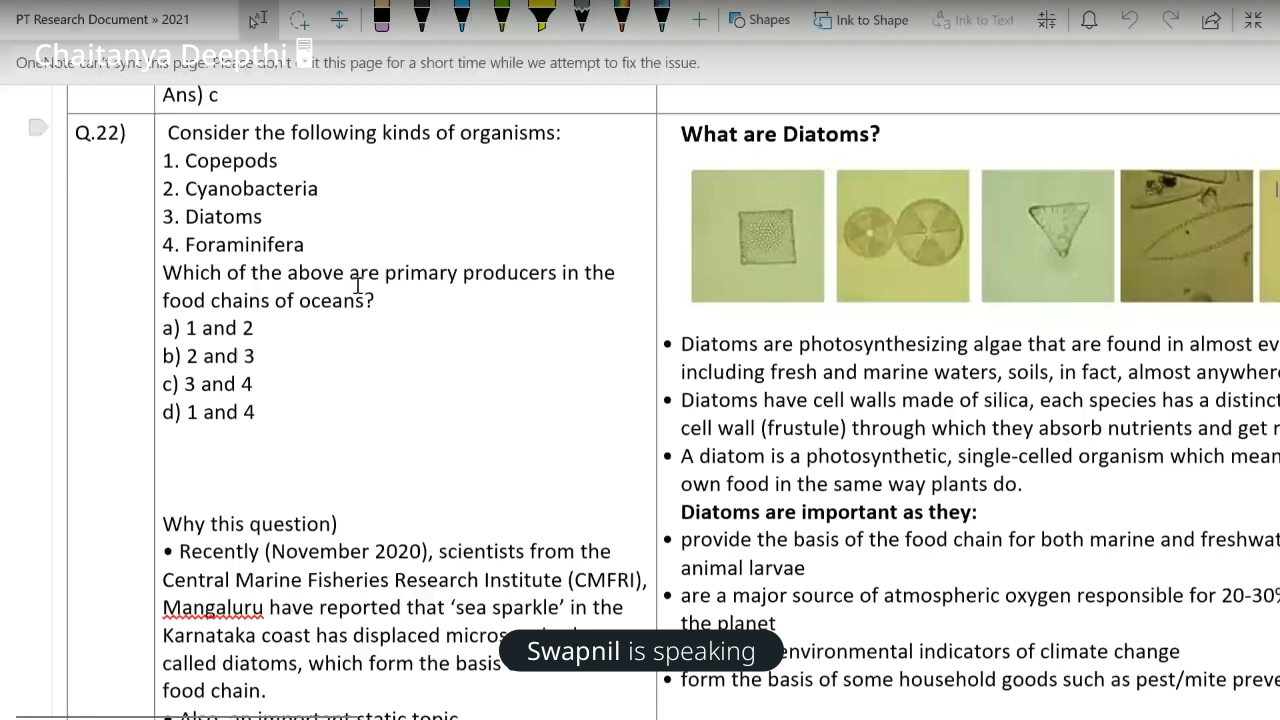 PT Research Document » 2021
Shapes
Ink to Shape
Ink to Text
Chaitanya Deepthi
OneNote can't sync this page. Please don't edit this page for a short time while we attempt to fix the issue.
Ans) c
Q.22)
Consider the following kinds of organisms:
1. Copepods
2. Cyanobacteria
3. Diatoms
4. Foraminifera
Which of the above are primary producers in the
food chains of oceans?
a) 1 and 2
b) 2 and 3
c) 3 and 4
d) 1 and 4
Why this question)
• Recently (November 2020), scientists from the
Central Marine Fisheries Research Institute (CMFRI),
Mangaluru have reported that ‘sea sparkle’ in the
Karnataka coast has displaced
called diatoms, which form the basis
food chain.
• Also, an important static topic
What are Diatoms?
• Diatoms are photosynthesizing algae that are found in almost
including fresh and marine waters, soils, in fact, almost
• Diatoms have cell walls made of silica, each species has a
cell wall (frustule) through which they absorb nutrients and get
• A diatom is a photosynthetic, single-celled organism which
own food in the same way plants do.
Diatoms are important as they:
• provide the basis of the food chain for both marine and
animal larvae
• are a major source of atmospheric oxygen responsible for 20-30%
the planet
environmental indicators of climate change
• form the basis of some household goods such as pest/mite
Swapnil is speaking